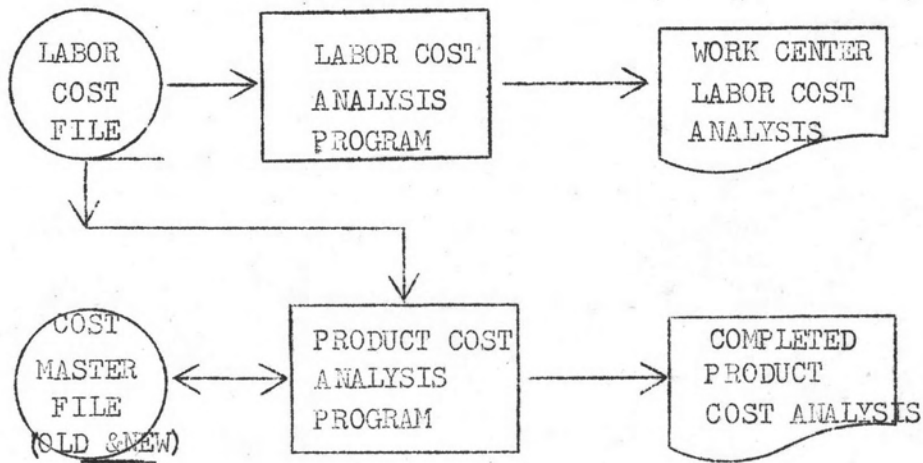 LABOR
COST
FILE
LABOR COST
ANALYSIS
PROGRAM
WORK CENTER
LABOR COST
ANALYSIS
COST
MASTER
FILE
(OLD &NEW)
PRODUCT COST
ANALYSIS
PROGRAM
COMPLETED
PRODUCT
COST ANALYSIS